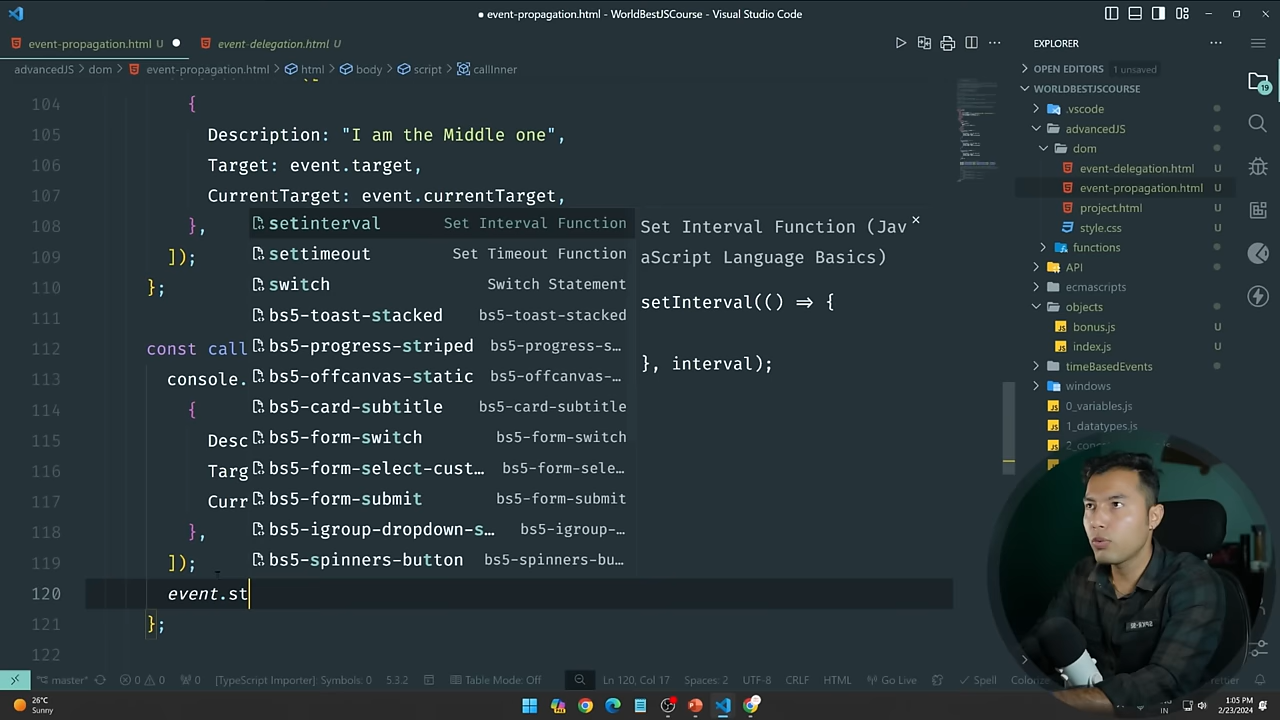 ● event-propagation.html - WorldBestJSCourse - Visual Studio Code
event-propagation.html U ●
event-delegation.html U
advancedJS > dom > event-propagation.html > html > body > script > callInner
104 {
105 Description: "I am the Middle one",
106 Target: event.target,
107 CurrentTarget: event.currentTarget,
108 },
109 ]);
110 };
111
112 const call
113 console.
114 {
115 Desc
116 Targ
117 Curr
118 },
119 ]);
120 event.st
121 };
122
setinterval Set Interval Function
settimeout Set Timeout Function
switch Switch Statement
bs5-toast-stacked bs5-toast-stacked
bs5-progress-striped bs5-progress-s…
bs5-offcanvas-static bs5-offcanvas-…
bs5-card-subtitle bs5-card-subtitle
bs5-form-switch bs5-form-switch
bs5-form-select-cust… bs5-form-sele…
bs5-form-submit bs5-form-submit
bs5-igroup-dropdown-s… bs5-igroup-…
bs5-spinners-button bs5-spinners-bu…
Set Interval Function (Jav
aScript Language Basics)
setInterval(() => {
}, interval);
EXPLORER
OPEN EDITORS 1 unsaved
WORLDBESTJSCOURSE
.vscode
advancedJS
dom
event-delegation.html U
event-propagation.html U
project.html U
style.css U
functions
API
ecmascripts
objects
bonus.js U
index.js U
timeBasedEvents
windows
0_variables.js
1_datatypes.js
19
master* 0 0 0 [TypeScript Importer] Symbols: 0 5.3.2 Table Mode: Off Ln 120, Col 17 Spaces: 2 UTF-8 CRLF HTML Go Live Spell
26°C
Sunny
IN
1:05 PM
2/23/2024